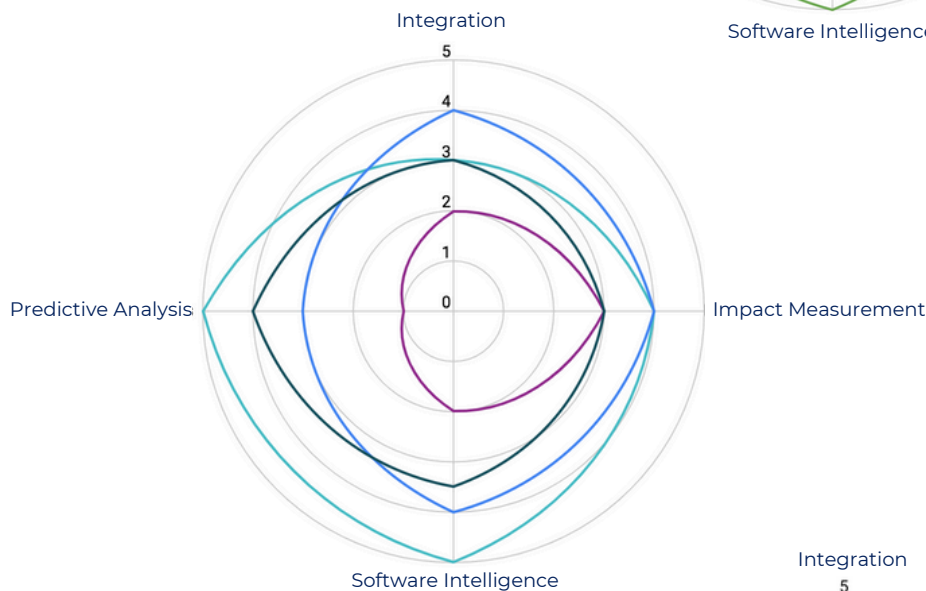 Integration
Software Intelligence
5
4
3
2
1
0
Predictive Analysis
Impact Measurement
Software Intelligence
Integration
5